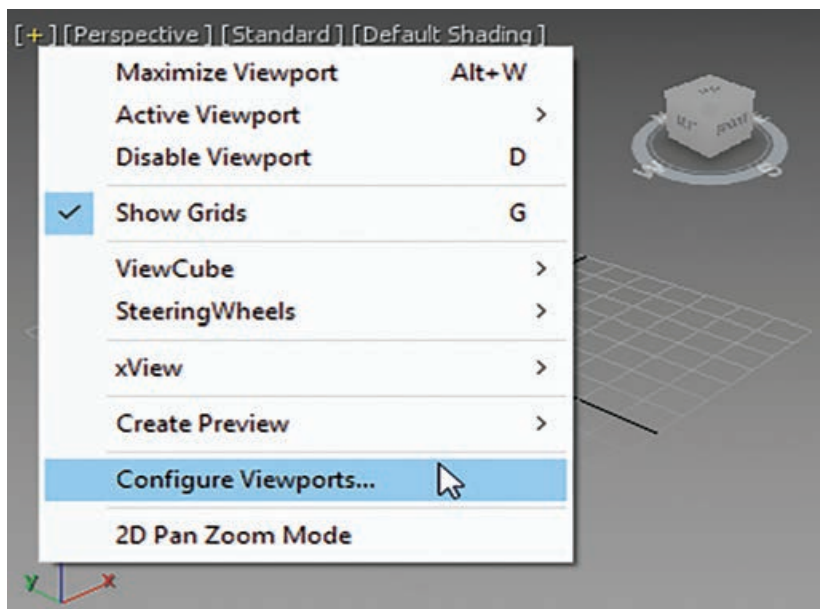 [+][Perspective][Standard][Default Shading]
Maximize Viewport Alt+W
Active Viewport >
Disable Viewport D
✓ Show Grids G
ViewCube >
SteeringWheels >
xView >
Create Preview >
Configure Viewports...
2D Pan Zoom Mode
y x